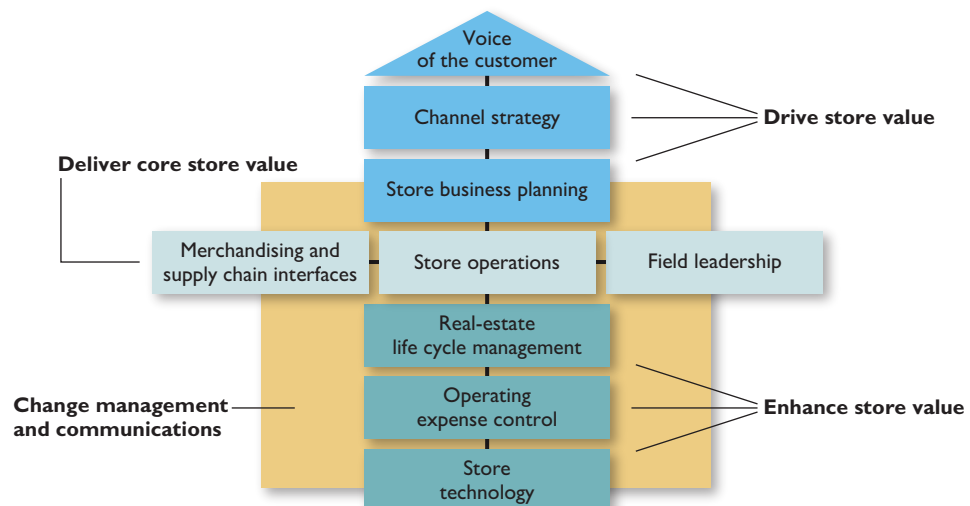 Voice
of the customer
Channel strategy
Drive store value
Deliver core store value
Store business planning
Merchandising and
supply chain interfaces
Store operations
Field leadership
Real-estate
life cycle management
Change management
and communications
Operating
expense control
Enhance store value
Store
technology